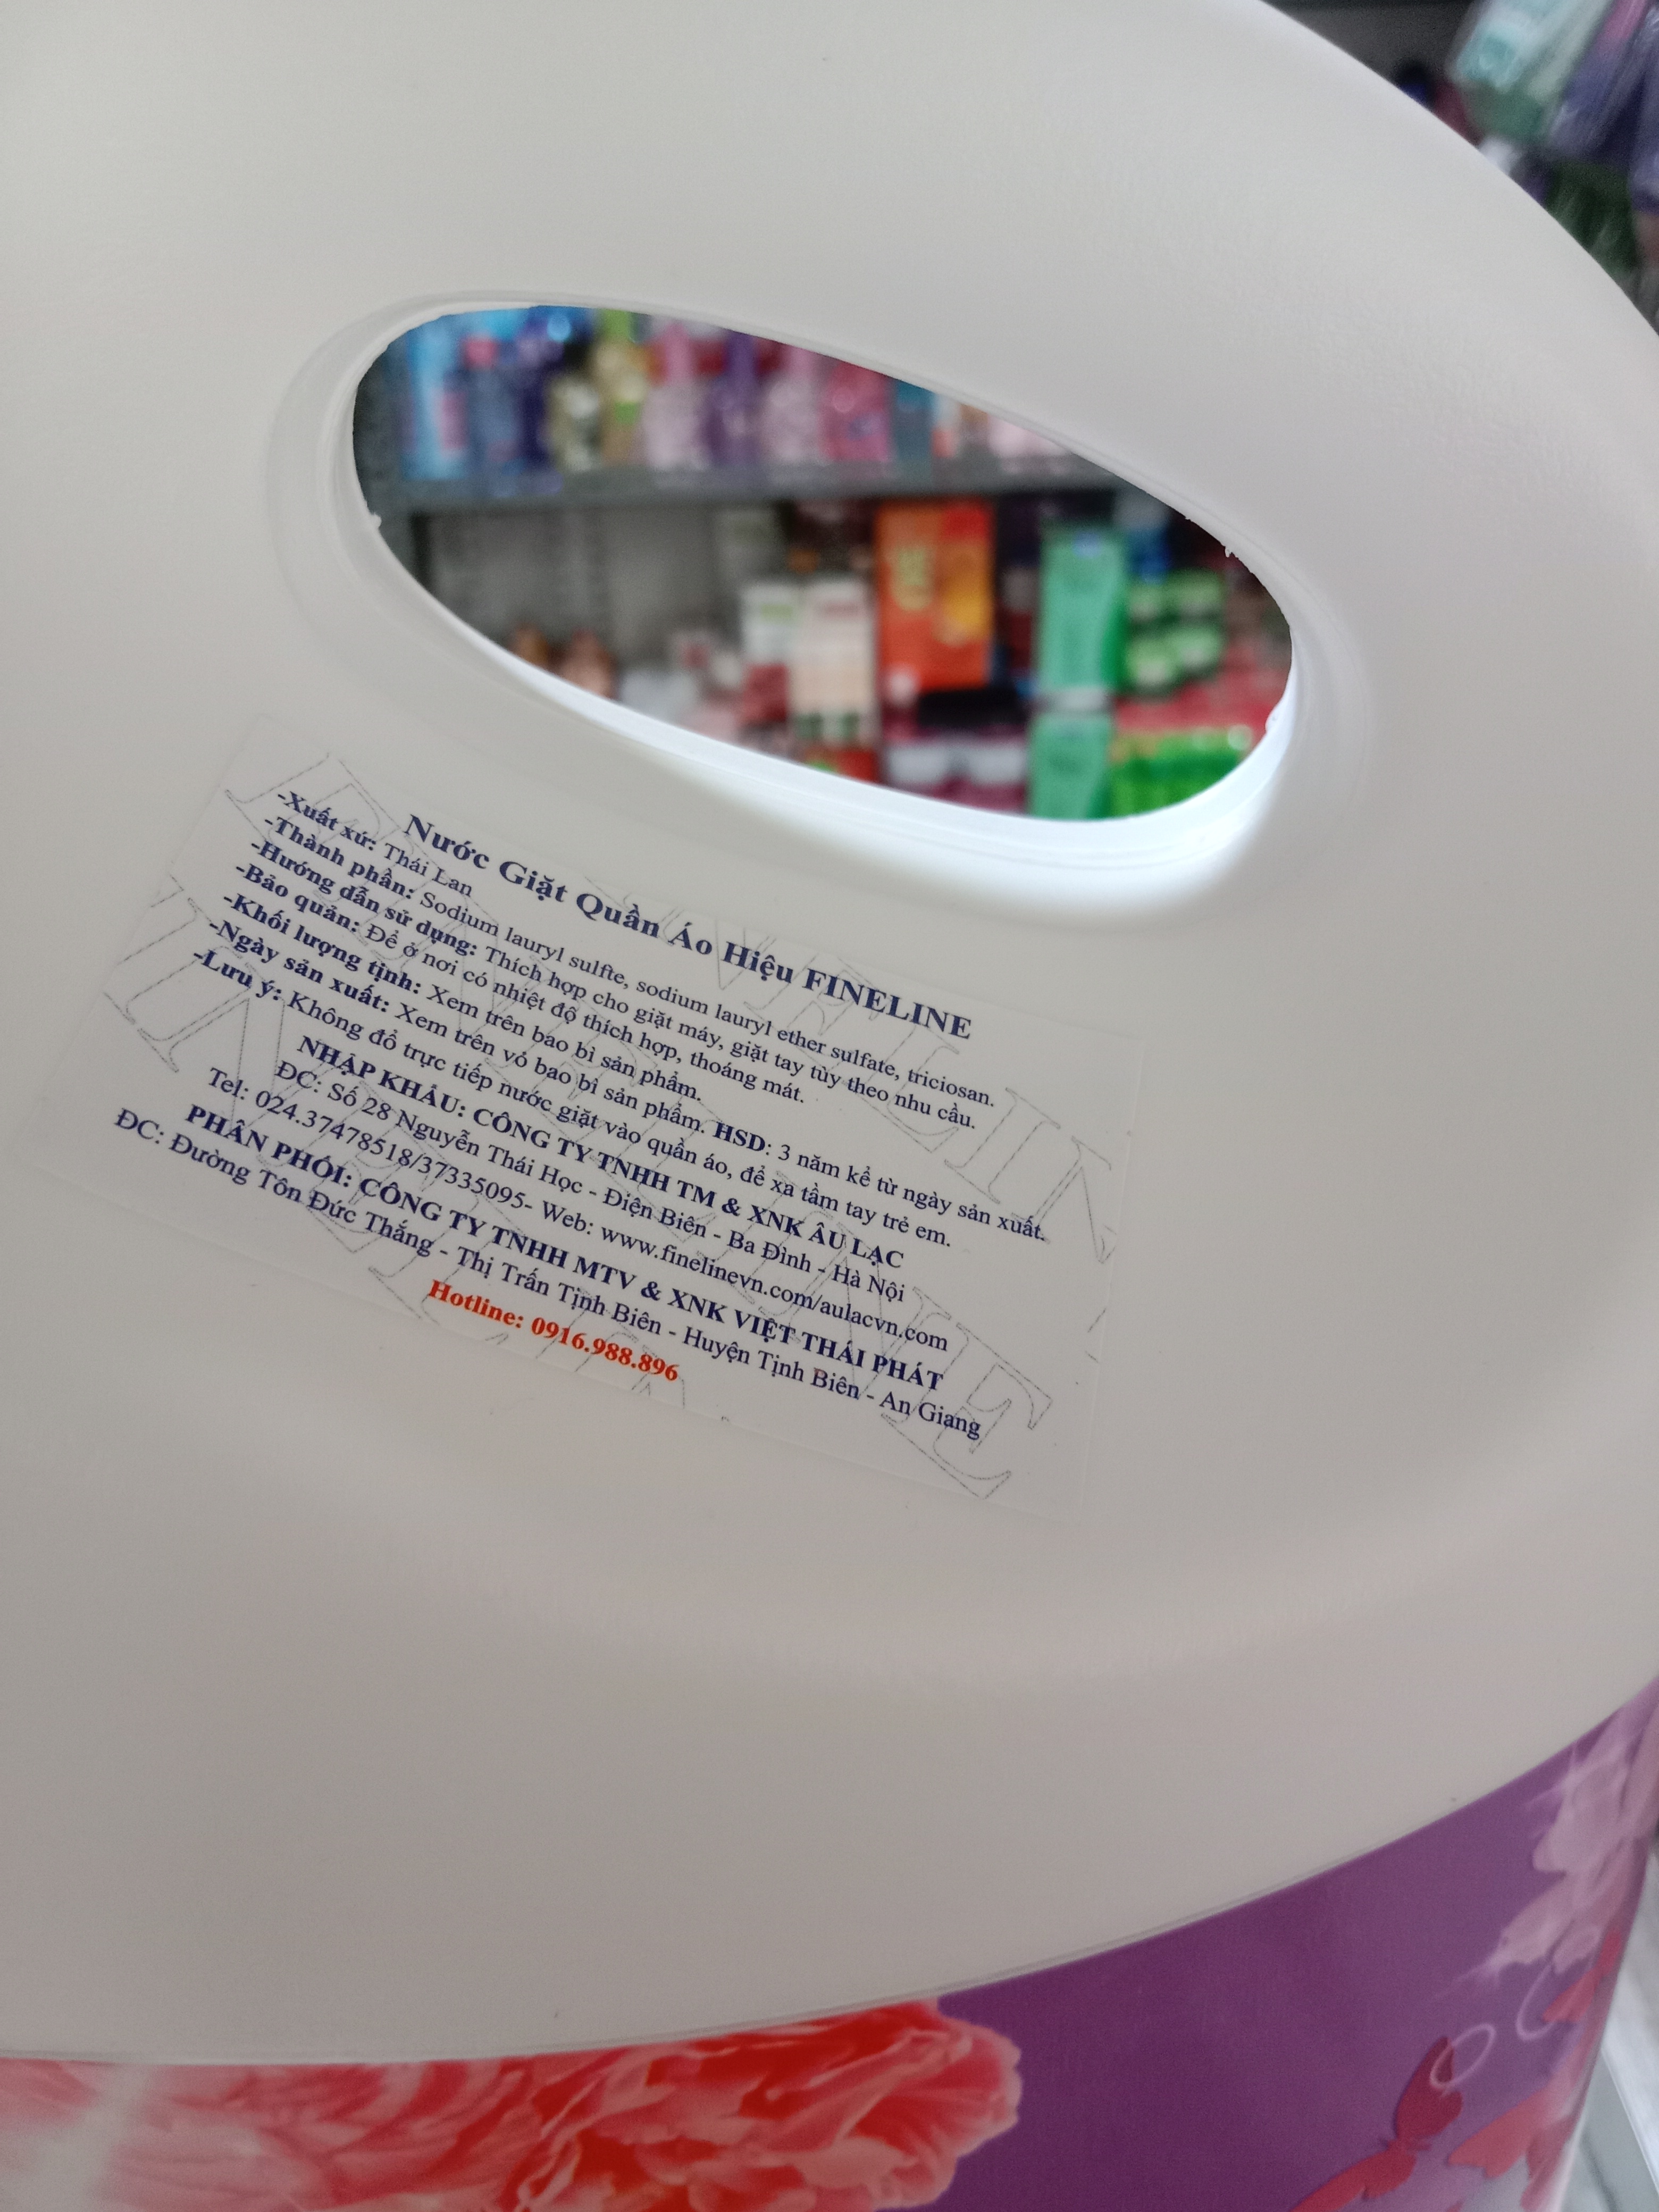 Nước Giặt Quần Áo Hiệu FINELINE
-Xuất xứ: Thái Lan
-Thành phần: Sodium lauryl sulfte, sodium lauryl ether sulfate, triciosan.
-Hướng dẫn sử dụng: Thích hợp cho giặt máy, giặt tay tùy theo nhu cầu.
-Bảo quản: Để ở nơi có nhiệt độ thích hợp, thoáng mát.
-Khối lượng tịnh: Xem trên bao bì sản phẩm.
-Ngày sản xuất: Xem trên vỏ bao bì sản phẩm. HSD: 3 năm kể từ ngày sản xuất.
-Lưu ý: Không đổ trực tiếp nước giặt vào quần áo, để xa tầm tay trẻ em.
NHẬP KHẨU: CÔNG TY TNHH TM & XNK ÂU LẠC
ĐC: Số 28 Nguyễn Thái Học - Điện Biên - Ba Đình - Hà Nội
Tel: 024.37478518/37335095- Web: www.finelinevn.com/aulacvn.com
PHÂN PHỐI: CÔNG TY TNHH MTV & XNK VIỆT THÁI PHÁT
ĐC: Đường Tôn Đức Thắng - Thị Trấn Tịnh Biên - Huyện Tịnh Biên - An Giang
Hotline: 0916.988.896